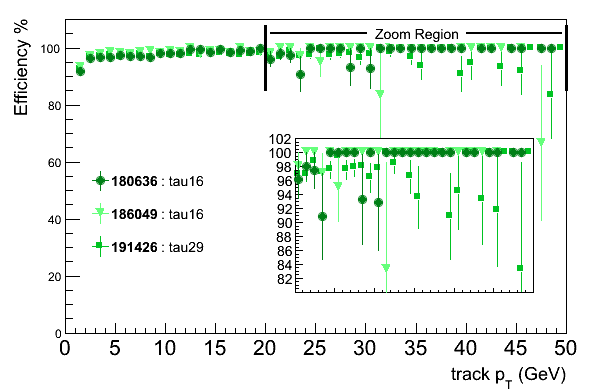 Efficiency %
100
80
60
40
20
0
Zoom Region
102
100
98
96
94
92
90
88
86
84
82
180636 : tau16
186049 : tau16
191426 : tau29
0 5 10 15 20 25 30 35 40 45 50
track pT (GeV)